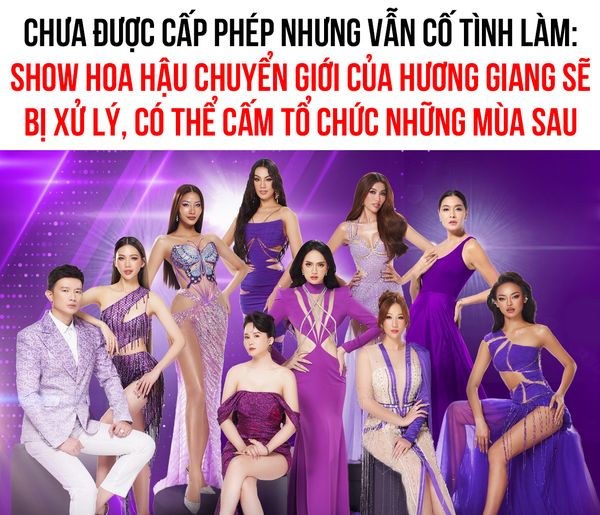 CHƯA ĐƯỢC CẤP PHÉP NHƯNG VẪN CỐ TÌNH LÀM:
SHOW HOA HẬU CHUYỂN GIỚI CỦA HƯƠNG GIANG SẼ
BỊ XỬ LÝ, CÓ THỂ CẤM TỔ CHỨC NHỮNG MÙA SAU